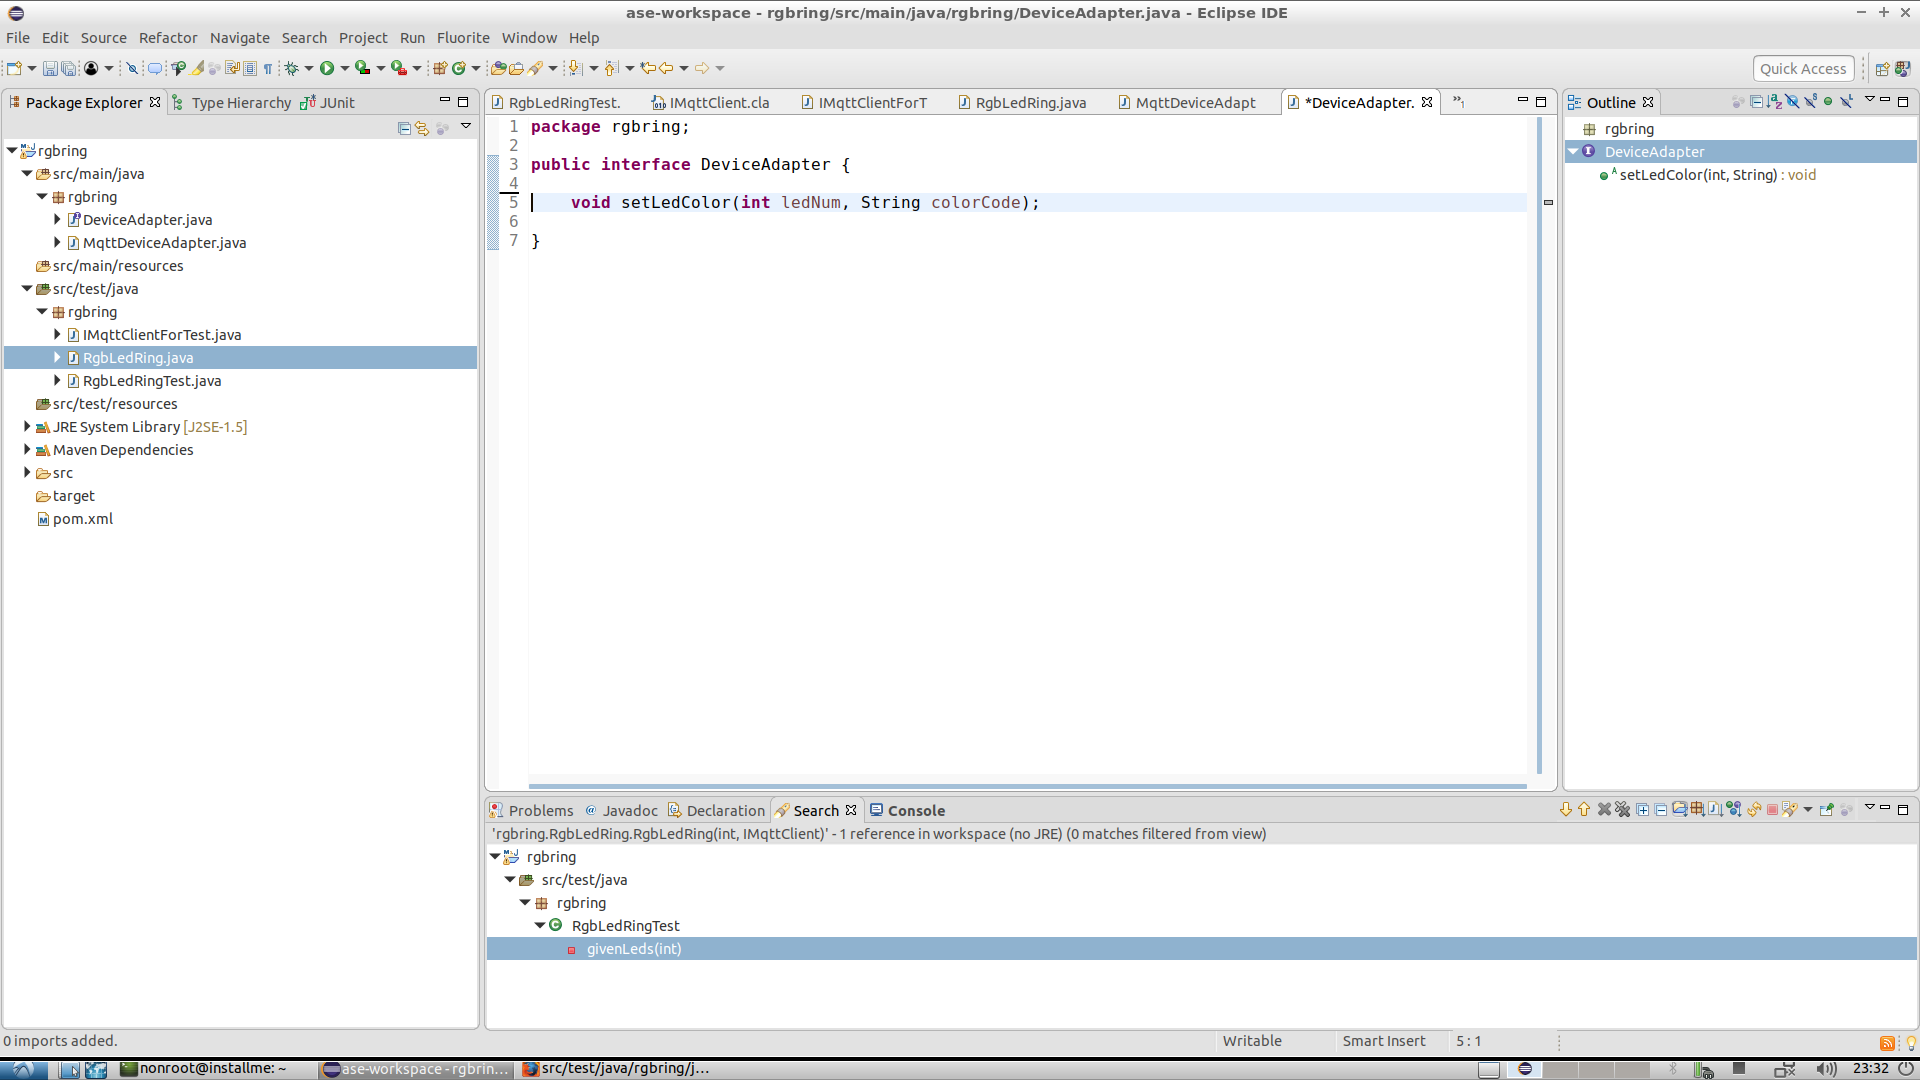 ase-workspace - rgbring/src/main/java/rgbring/DeviceAdapter.java - Eclipse IDE
File Edit Source Refactor Navigate Search Project Run Fluorite Window Help
Quick Access
Package Explorer Type Hierarchy JUnit
rgbring
src/main/java
rgbring
DeviceAdapter.java
MqttDeviceAdapter.java
src/main/resources
src/test/java
rgbring
IMqttClientForTest.java
RgbLedRing.java
RgbLedRingTest.java
src/test/resources
JRE System Library [J2SE-1.5]
Maven Dependencies
src
target
pom.xml
RgbLedRingTest. IMqttClient.cla IMqttClientForT RgbLedRing.java MqttDeviceAdapt *DeviceAdapter. »1
1 package rgbring;
2
3 public interface DeviceAdapter {
4
5 void setLedColor(int ledNum, String colorCode);
6
7 }
Outline
rgbring
DeviceAdapter
setLedColor(int, String) : void
Problems Javadoc Declaration Search Console
'rgbring.RgbLedRing.RgbLedRing(int, IMqttClient)' - 1 reference in workspace (no JRE) (0 matches filtered from view)
rgbring
src/test/java
rgbring
RgbLedRingTest
givenLeds(int)
0 imports added.
Writable Smart Insert 5 : 1
nonroot@installme: ~ ase-workspace - rgbrin... src/test/java/rgbring/j... 23:32